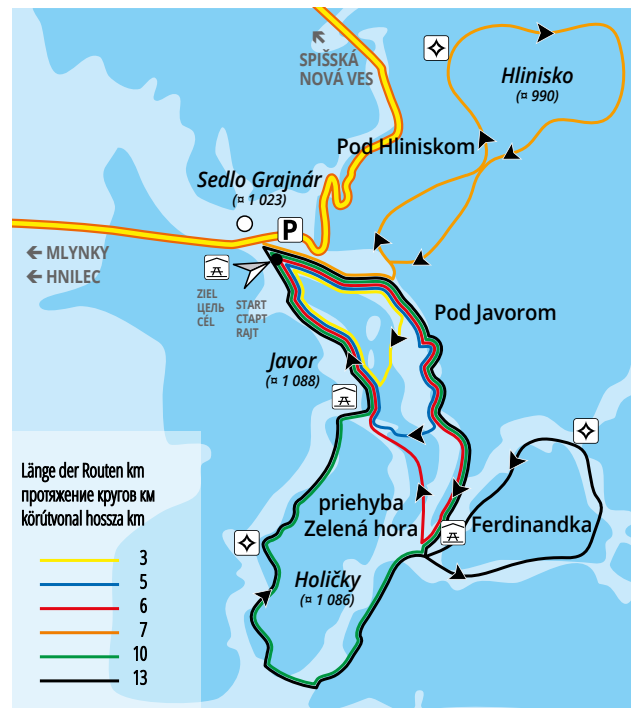 SPIŠSKÁ
NOVÁ VES
Hlinisko
(¤ 990)
Pod Hliniskom
Sedlo Grajnár
(¤ 1 023)
P
← MLYNKY
← HNILEC
ZIEL
ЦЕЛЬ
CÉL
START
СТАРТ
RAJT
Pod Javorom
Javor
(¤ 1 088)
Länge der Routen km
протяжение кругов км
körútvonal hossza km
3
5
6
7
10
13
priehyba
Zelená hora
Ferdinandka
Holičky
(¤ 1 086)